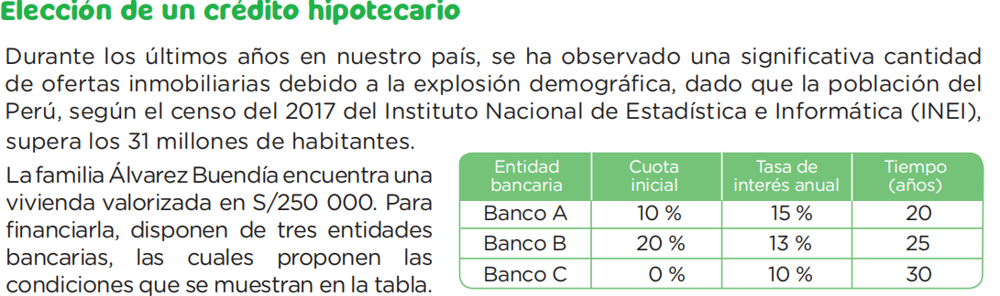 Elección de un crédito hipotecario
Durante los últimos años en nuestro país, se ha observado una significativa cantidad
de ofertas inmobiliarias debido a la explosión demográfica, dado que la población del
Perú, según el censo del 2017 del Instituto Nacional de Estadística e Informática (INEI),
supera los 31 millones de habitantes.
La familia Álvarez Buendía encuentra una
vivienda valorizada en S/250 000. Para
financiarla, disponen de tres entidades
bancarias, las cuales proponen las
condiciones que se muestran en la tabla.
Entidad bancaria Cuota inicial Tasa de interés anual Tiempo (años)
Banco A 10 % 15 % 20
Banco B 20 % 13 % 25
Banco C 0 % 10 % 30